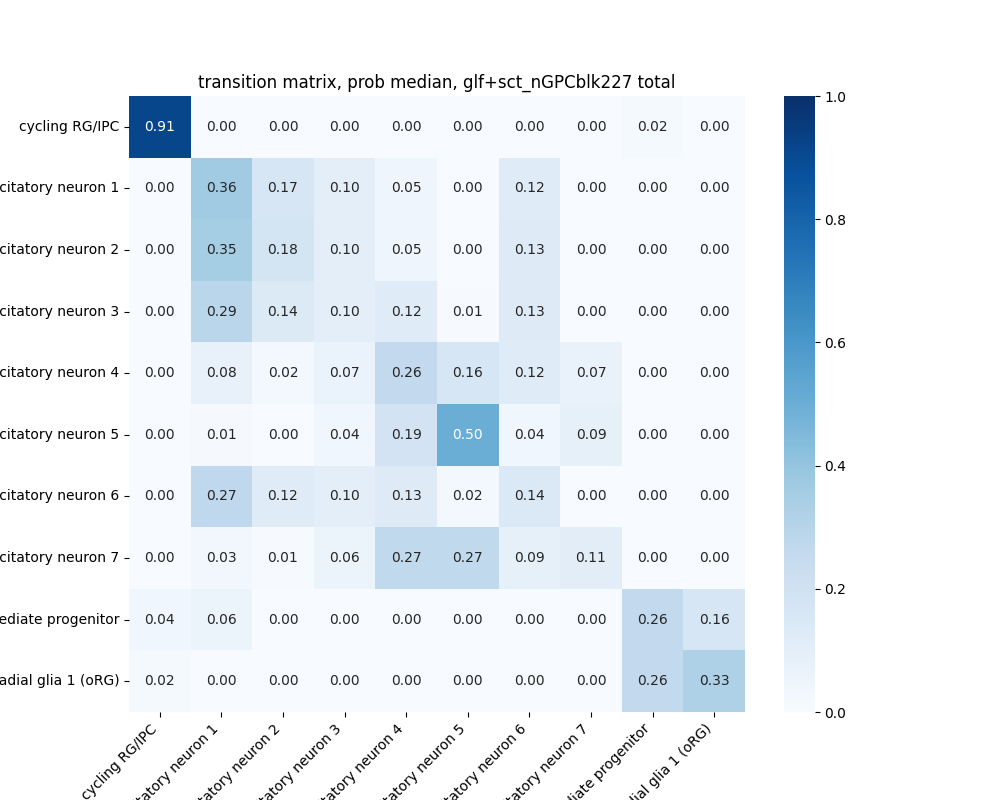 transition matrix, prob median, glf+sct_nGPCblk227 total
cycling RG/IPC 0.91 0.00 0.00 0.00 0.00 0.00 0.00 0.00 0.02 0.00
citatory neuron 1 0.00 0.36 0.17 0.10 0.05 0.00 0.12 0.00 0.00 0.00
citatory neuron 2 0.00 0.35 0.18 0.10 0.05 0.00 0.13 0.00 0.00 0.00
citatory neuron 3 0.00 0.29 0.14 0.10 0.12 0.01 0.13 0.00 0.00 0.00
citatory neuron 4 0.00 0.08 0.02 0.07 0.26 0.16 0.12 0.07 0.00 0.00
citatory neuron 5 0.00 0.01 0.00 0.04 0.19 0.50 0.04 0.09 0.00 0.00
citatory neuron 6 0.00 0.27 0.12 0.10 0.13 0.02 0.14 0.00 0.00 0.00
citatory neuron 7 0.00 0.03 0.01 0.06 0.27 0.27 0.09 0.11 0.00 0.00
ediate progenitor 0.04 0.06 0.00 0.00 0.00 0.00 0.00 0.00 0.26 0.16
adial glia 1 (oRG) 0.02 0.00 0.00 0.00 0.00 0.00 0.00 0.00 0.26 0.33
cycling RG/IPC
tatory neuron 1
tatory neuron 2
tatory neuron 3
tatory neuron 4
tatory neuron 5
tatory neuron 6
tatory neuron 7
diate progenitor
dial glia 1 (oRG)
1.0
0.8
0.6
0.4
0.2
0.0